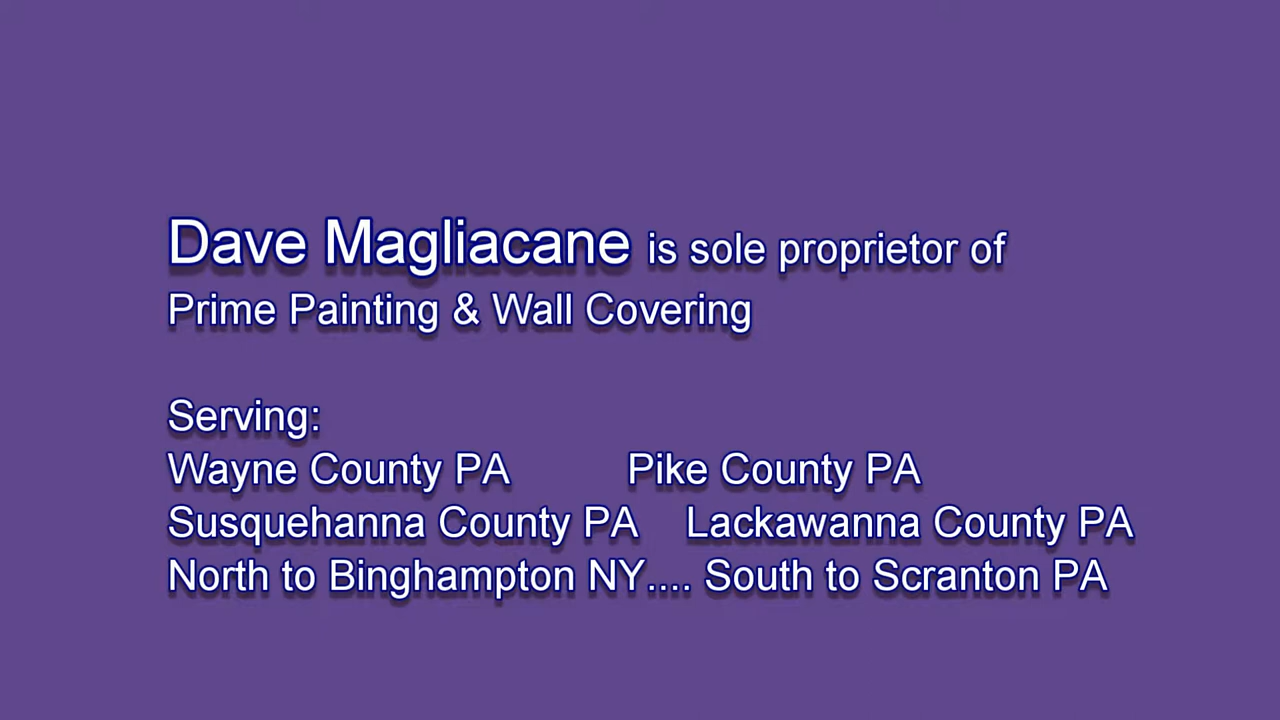 Dave Magliacane is sole proprietor of
Prime Painting & Wall Covering
Serving:
Wayne County PA Pike County PA
Susquehanna County PA Lackawanna County PA
North to Binghampton NY.... South to Scranton PA